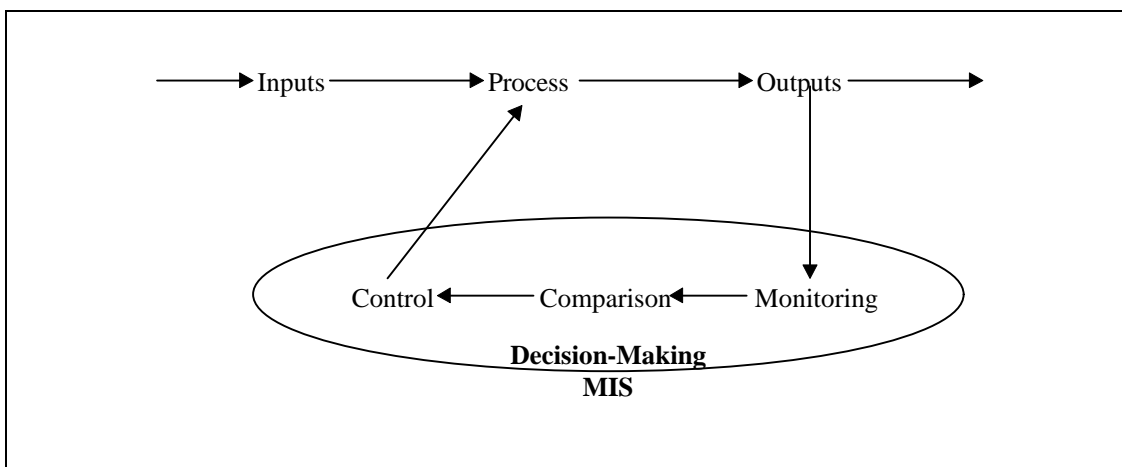 Inputs Process Outputs
Control Comparison Monitoring
Decision-Making
MIS